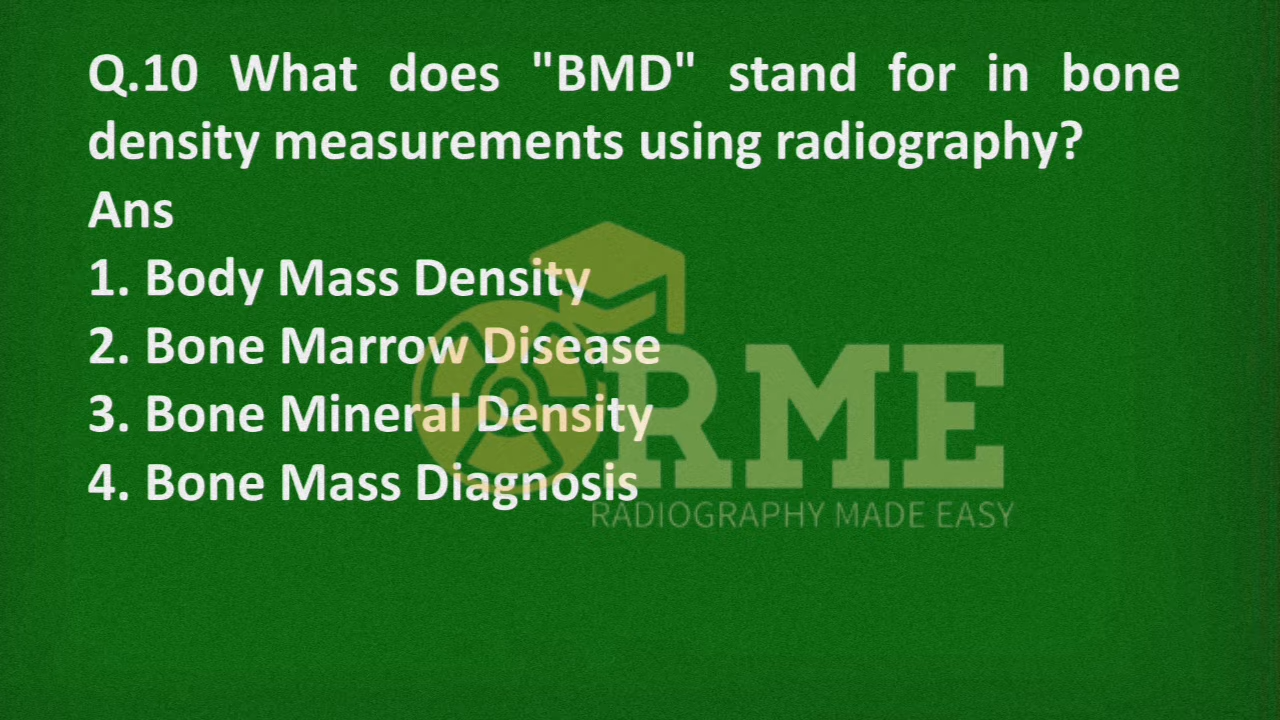 Q.10 What does "BMD" stand for in bone
density measurements using radiography?
Ans
1. Body Mass Density
2. Bone Marrow Disease
3. Bone Mineral Density
4. Bone Mass Diagnosis
RME
RADIOGRAPHY MADE EASY